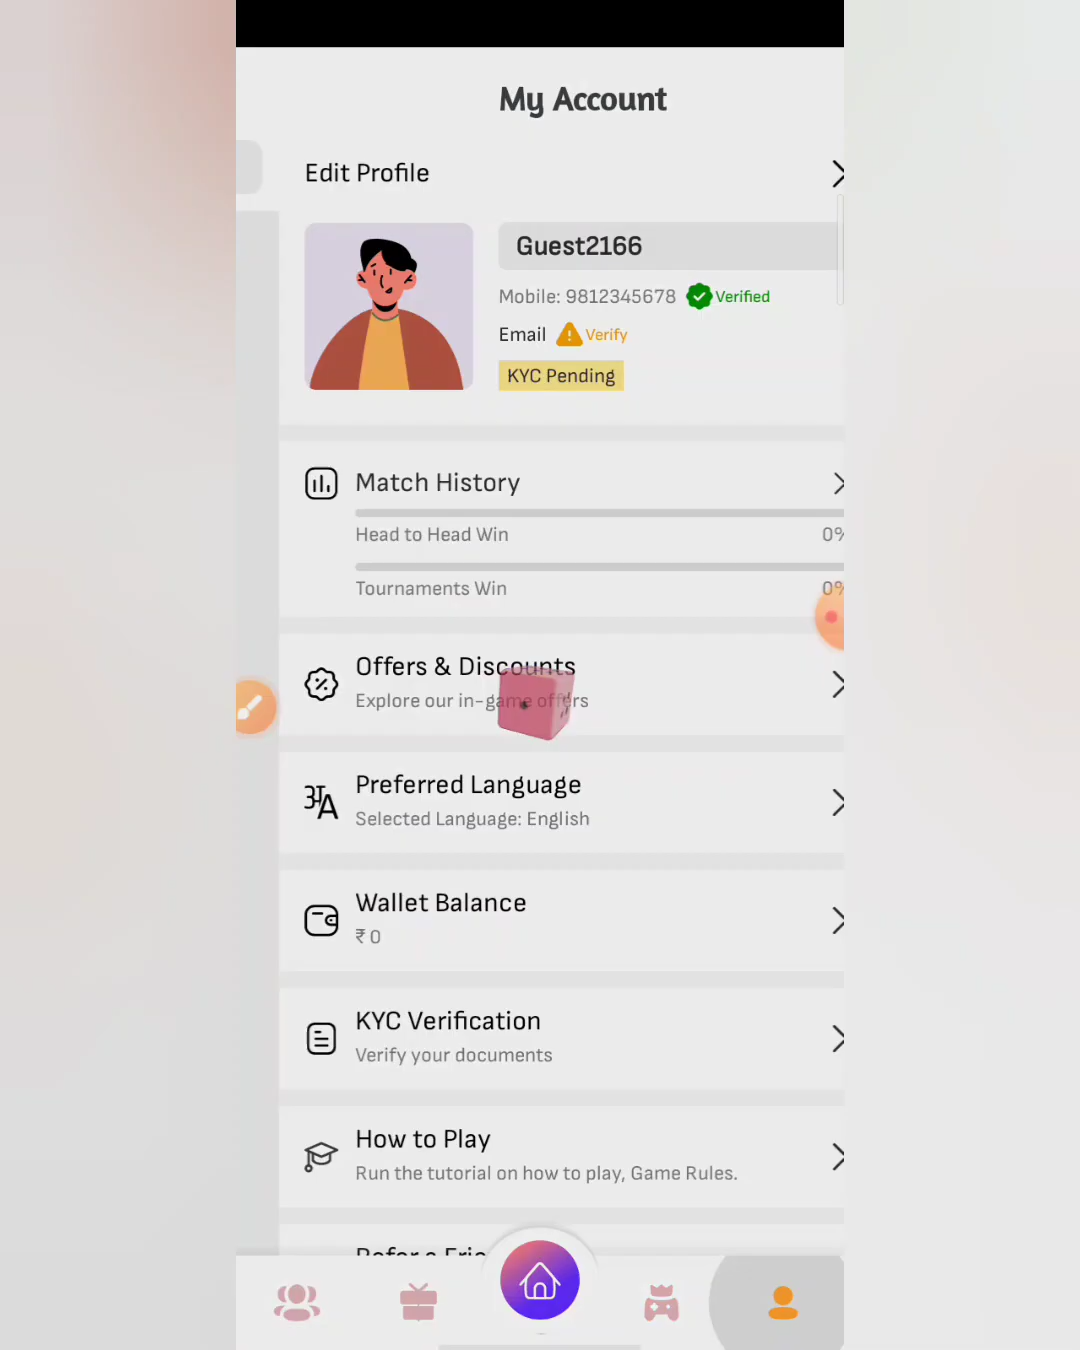 My Account
Edit Profile
Guest2166
Mobile: 9812345678 Verified
Email Verify
KYC Pending
Match History
Head to Head Win 0%
Tournaments Win 0%
Offers & Discounts
Explore our in-game offers
Preferred Language
Selected Language: English
Wallet Balance
₹ 0
KYC Verification
Verify your documents
How to Play
Run the tutorial on how to play, Game Rules.
Refer a